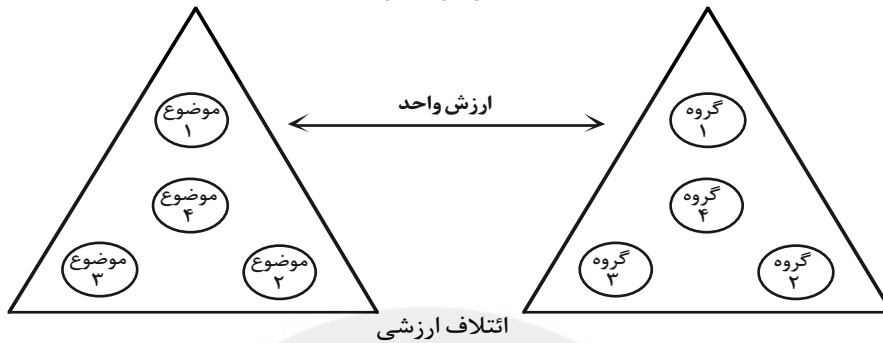 ارزش واحد
گروه
۱
گروه
۴
گروه
۳
گروه
۲
موضوع
۱
موضوع
۴
موضوع
۳
موضوع
۲
ائتلاف ارزشی